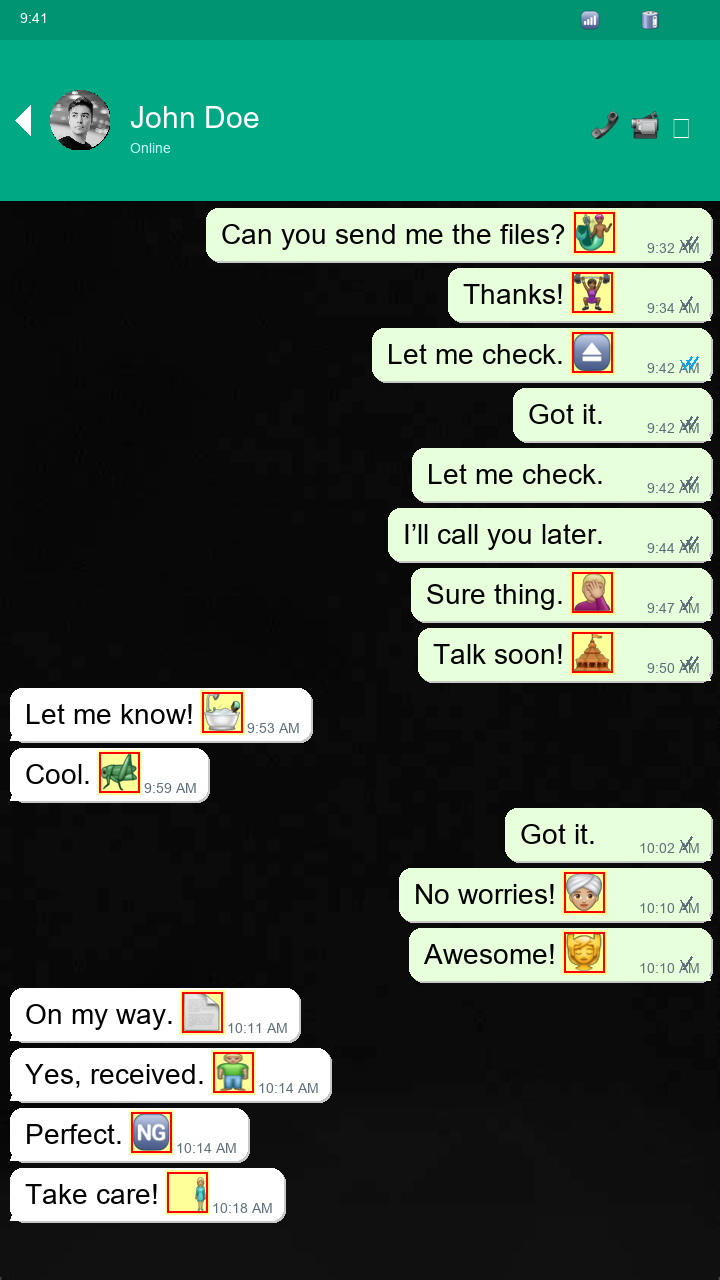 9:41
John Doe
Online
Can you send me the files? 9:32 AM
Thanks! 9:34 AM
Let me check. 9:42 AM
Got it. 9:42 AM
Let me check. 9:42 AM
I’ll call you later. 9:44 AM
Sure thing. 9:47 AM
Talk soon! 9:50 AM
Let me know! 9:53 AM
Cool. 9:59 AM
Got it. 10:02 AM
No worries! 10:10 AM
Awesome! 10:10 AM
On my way. 10:11 AM
Yes, received. 10:14 AM
Perfect. NG 10:14 AM
Take care! 10:18 AM